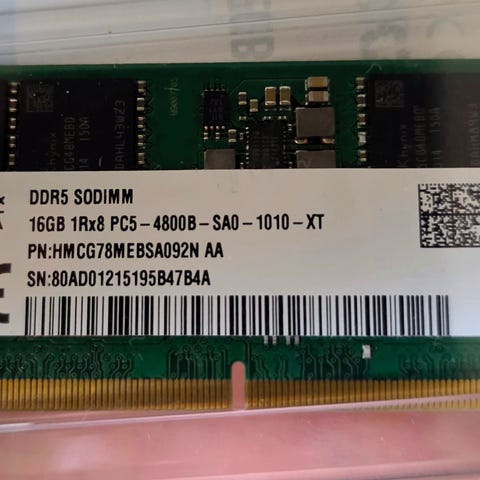 DDR5 SODIMM
16GB 1Rx8 PC5-4800B-SA0-1010-XT
PN:HMCG78MEBSA092N AA
SN:80AD01215195B47B4A